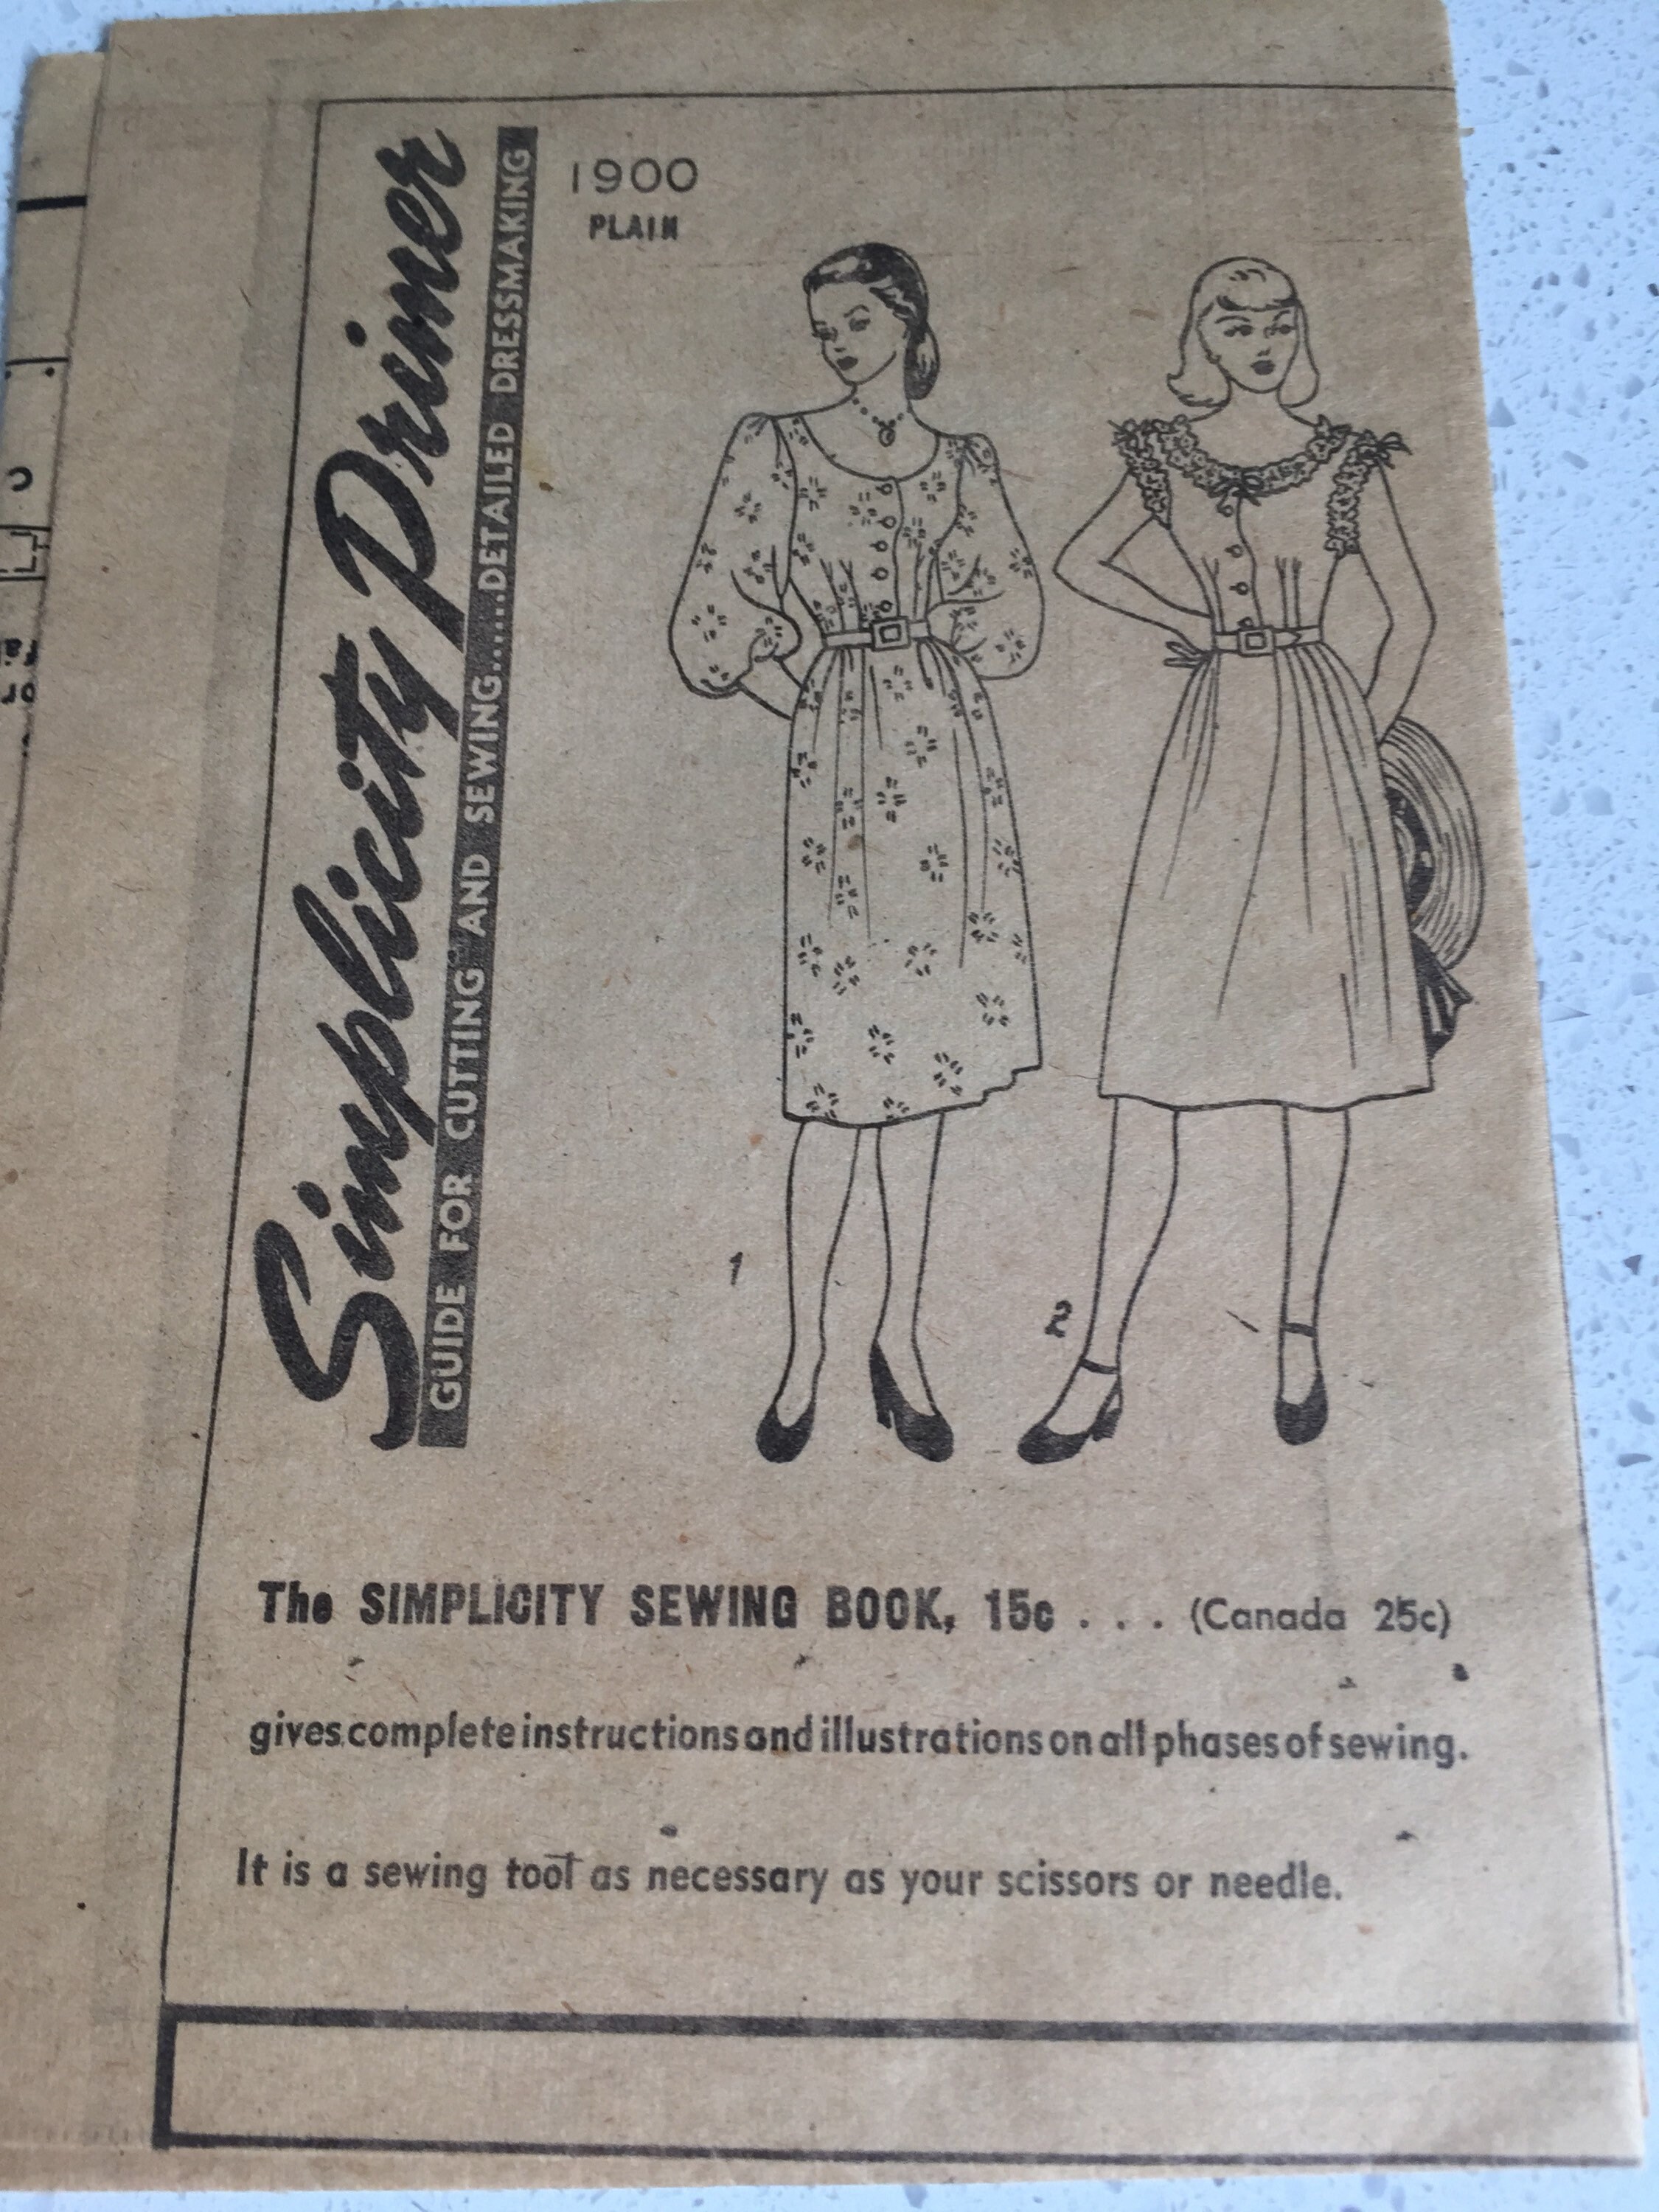 Simplicity Primer
GUIDE FOR CUTTING AND SEWING......DETAILED DRESSMAKING
1900
PLAIN
1
2
The SIMPLICITY SEWING BOOK, 15c . . . (Canada 25c)
gives complete instructions and illustrations on all phases of sewing.
It is a sewing tool as necessary as your scissors or needle.